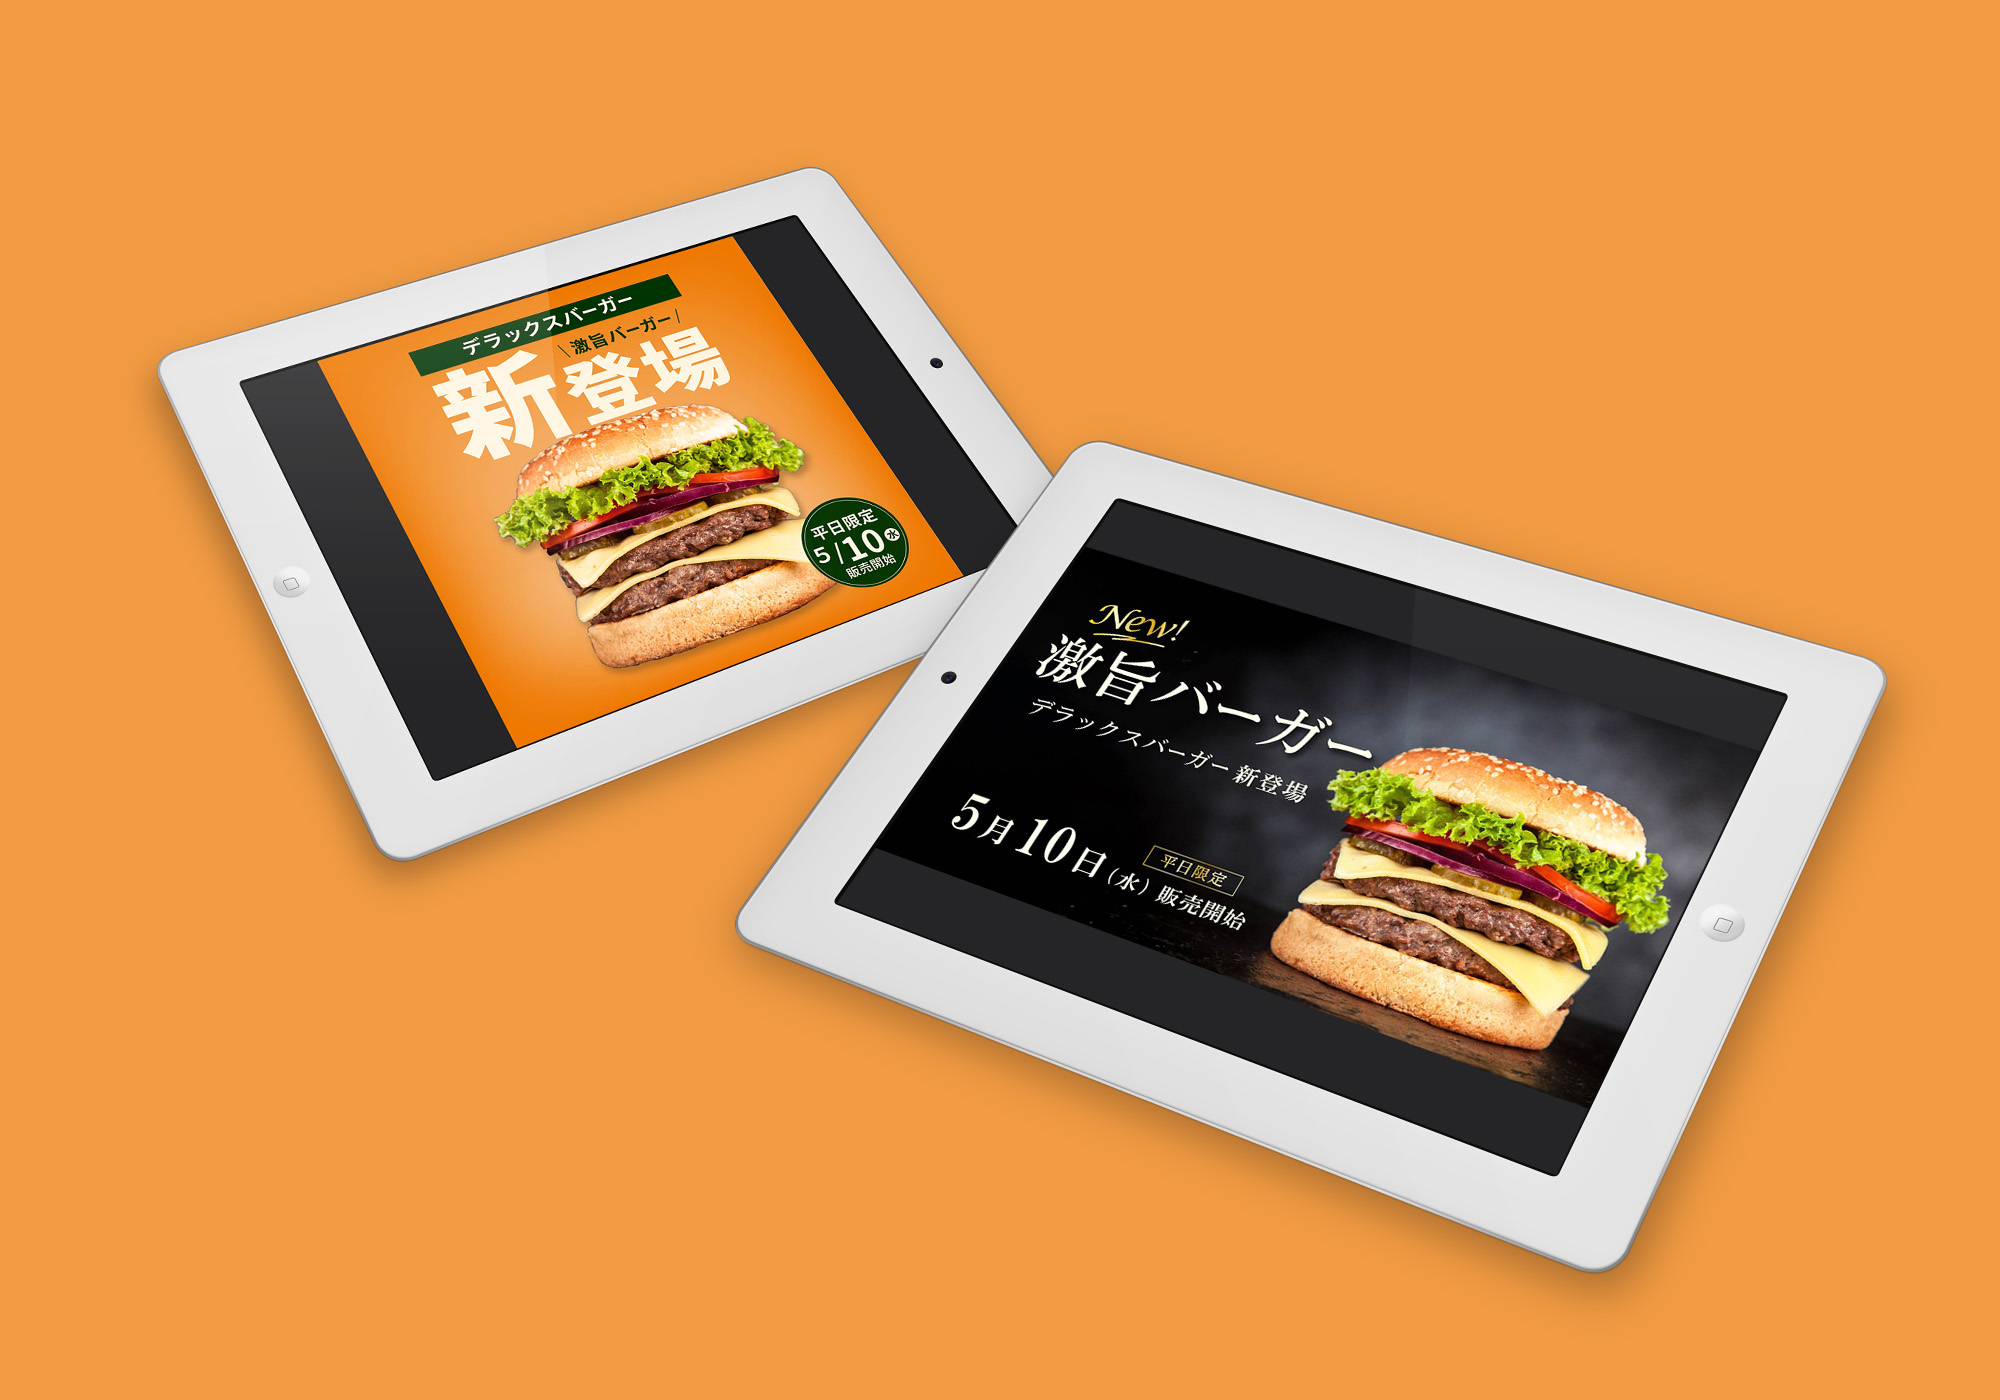 デラックスバーガー
\ 激旨バーガー /
新登場
平日限定
5/10 水
販売開始
New!
激旨バーガー
デラックスバーガー 新登場
平日限定
5月10日（水）販売開始